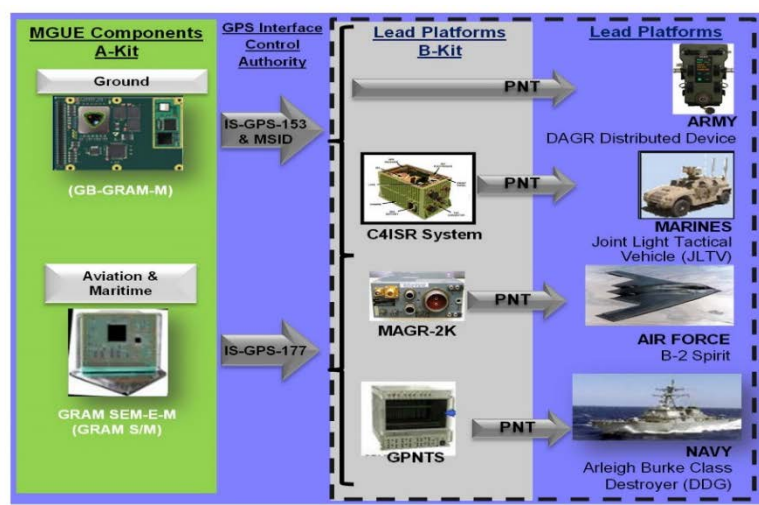 MGUE Components
A-Kit
Ground
(GB-GRAM-M)
Aviation &
Maritime
GRAM SEM-E-M
(GRAM S/M)
GPS Interface
Control
Authority
IS-GPS-153
& MSID
IS-GPS-177
Lead Platforms
B-Kit
C4ISR System
MAGR-2K
GPNTS
PNT
PNT
PNT
PNT
Lead Platforms
ARMY
DAGR Distributed Device
MARINES
Joint Light Tactical
Vehicle (JLTV)
AIR FORCE
B-2 Spirit
NAVY
Arleigh Burke Class
Destroyer (DDG)